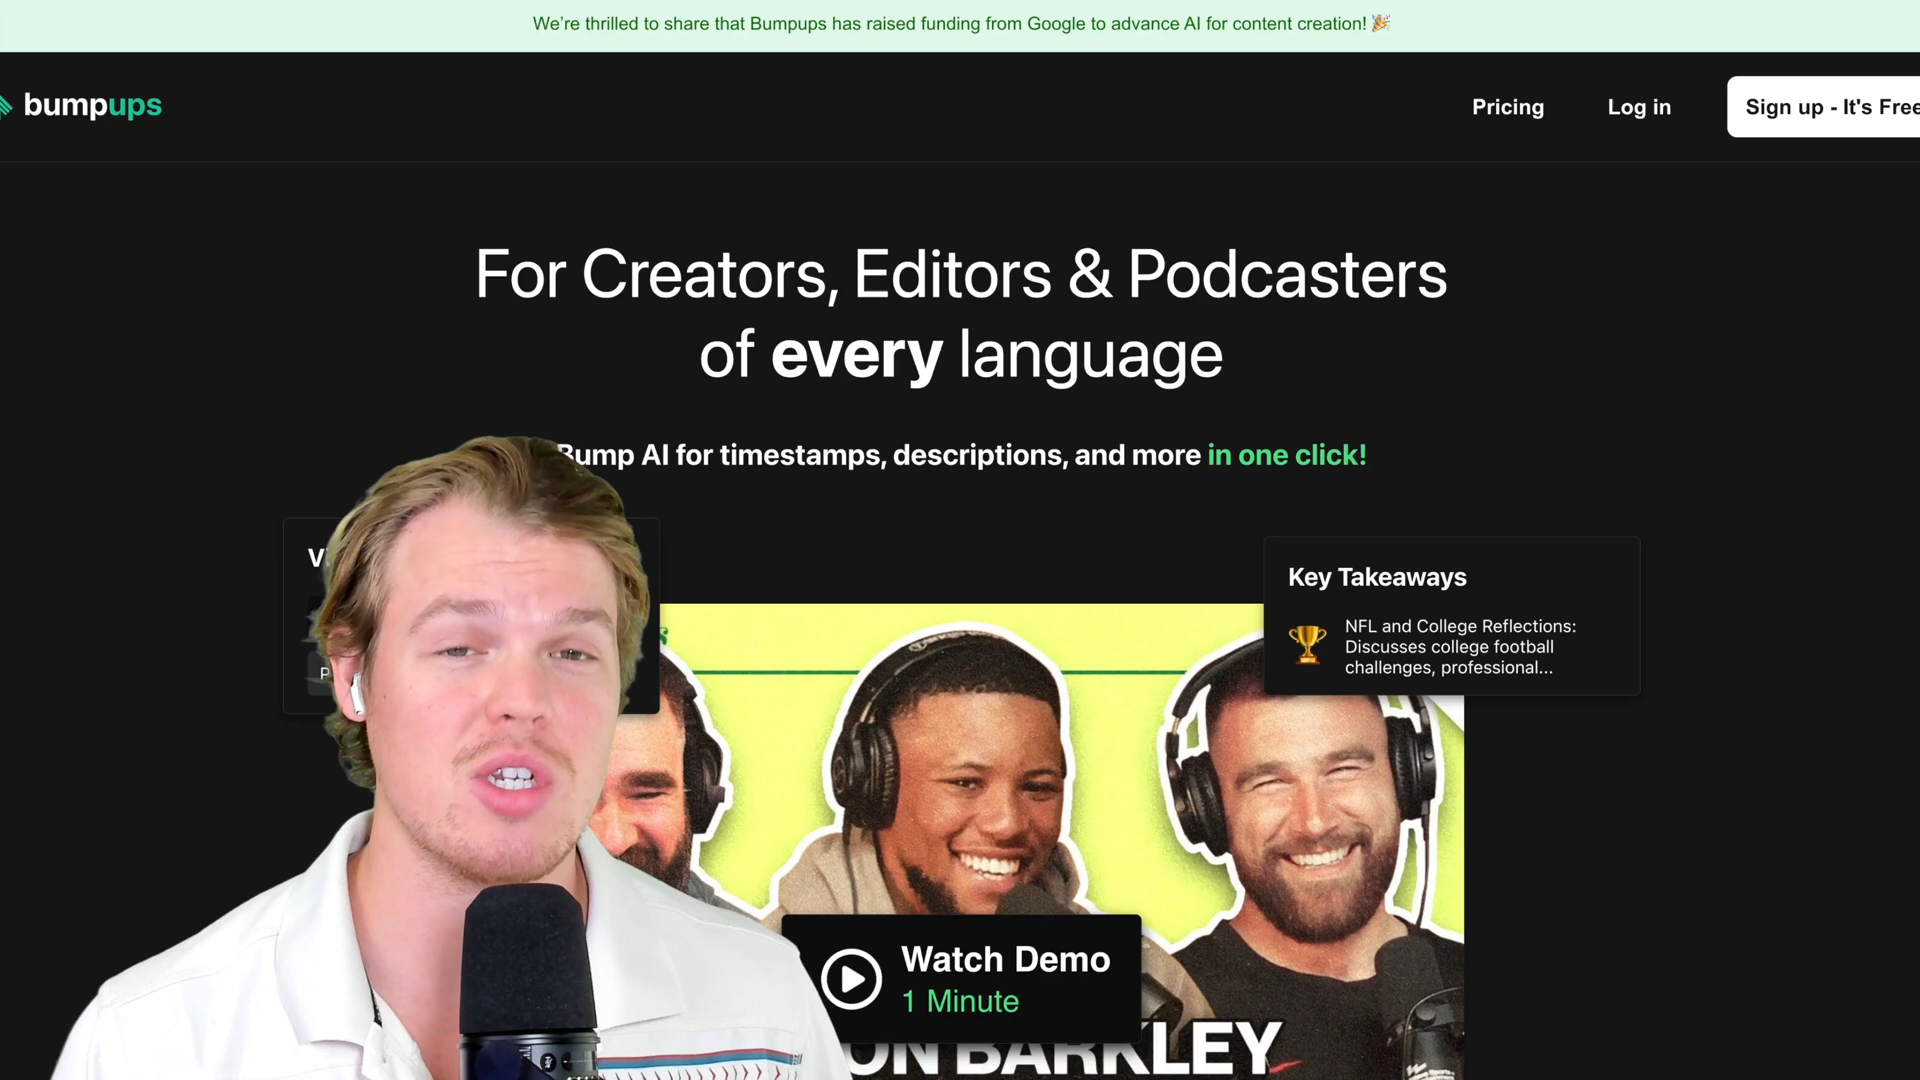 We're thrilled to share that Bumpups has raised funding from Google to advance AI for content creation! 🎉
bumpups
Pricing
Log in
Sign up - It's Free
For Creators, Editors & Podcasters
of every language
Bump AI for timestamps, descriptions, and more in one click!
Key Takeaways
NFL and College Reflections:
Discusses college football
challenges, professional...
Watch Demo
1 Minute
ON BARKLEY